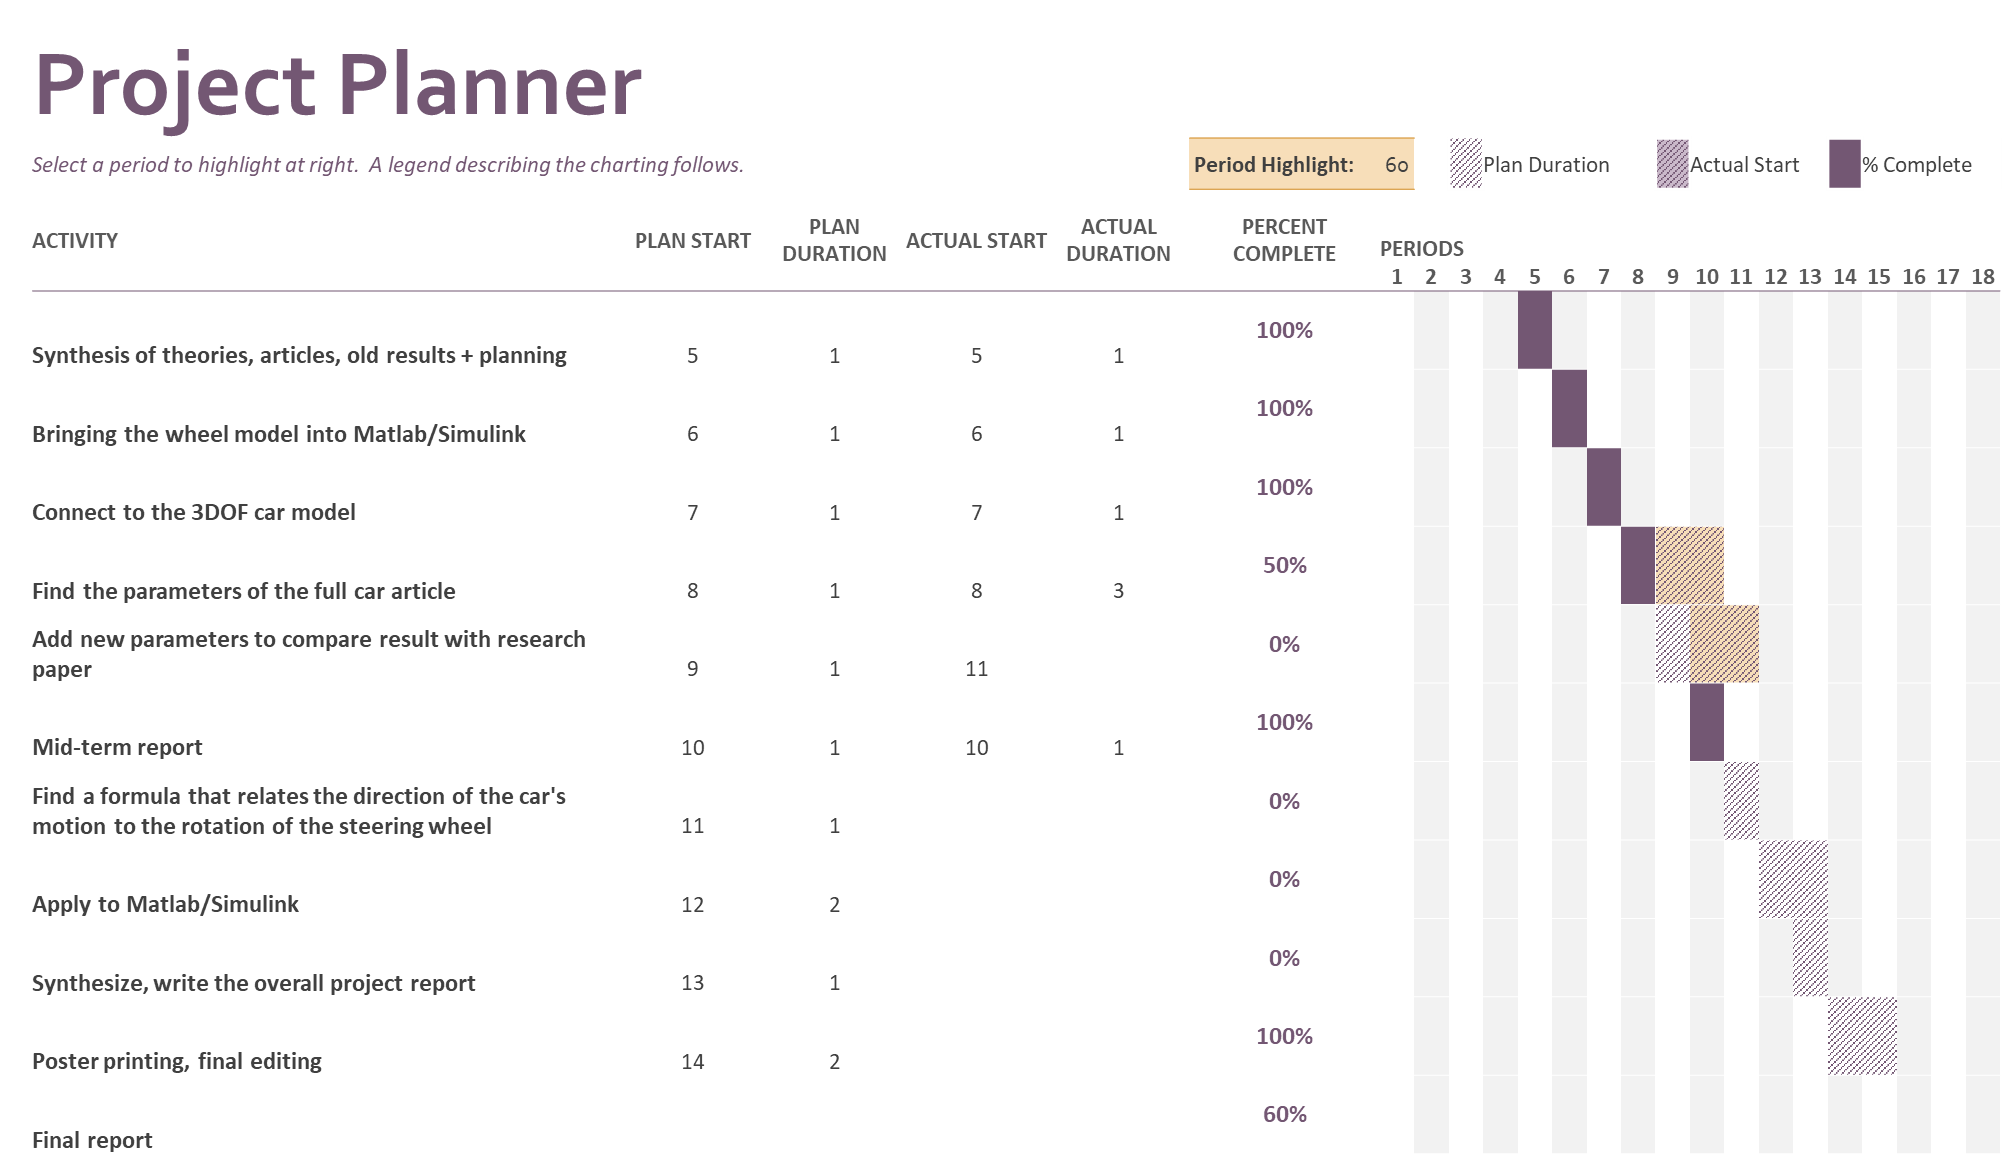 Project Planner
Select a period to highlight at right.  A legend describing the charting follows.
Period Highlight: 6o
Plan Duration
Actual Start
% Complete
ACTIVITY
PLAN START
PLAN
DURATION
ACTUAL START
ACTUAL
DURATION
PERCENT
COMPLETE
PERIODS
1 2 3 4 5 6 7 8 9 10 11 12 13 14 15 16 17 18
Synthesis of theories, articles, old results + planning 5 1 5 1 100%
Bringing the wheel model into Matlab/Simulink 6 1 6 1 100%
Connect to the 3DOF car model 7 1 7 1 100%
Find the parameters of the full car article 8 1 8 3 50%
Add new parameters to compare result with research
paper 9 1 11 0%
Mid-term report 10 1 10 1 100%
Find a formula that relates the direction of the car's
motion to the rotation of the steering wheel 11 1 0%
Apply to Matlab/Simulink 12 2 0%
Synthesize, write the overall project report 13 1 0%
Poster printing, final editing 14 2 100%
Final report 60%